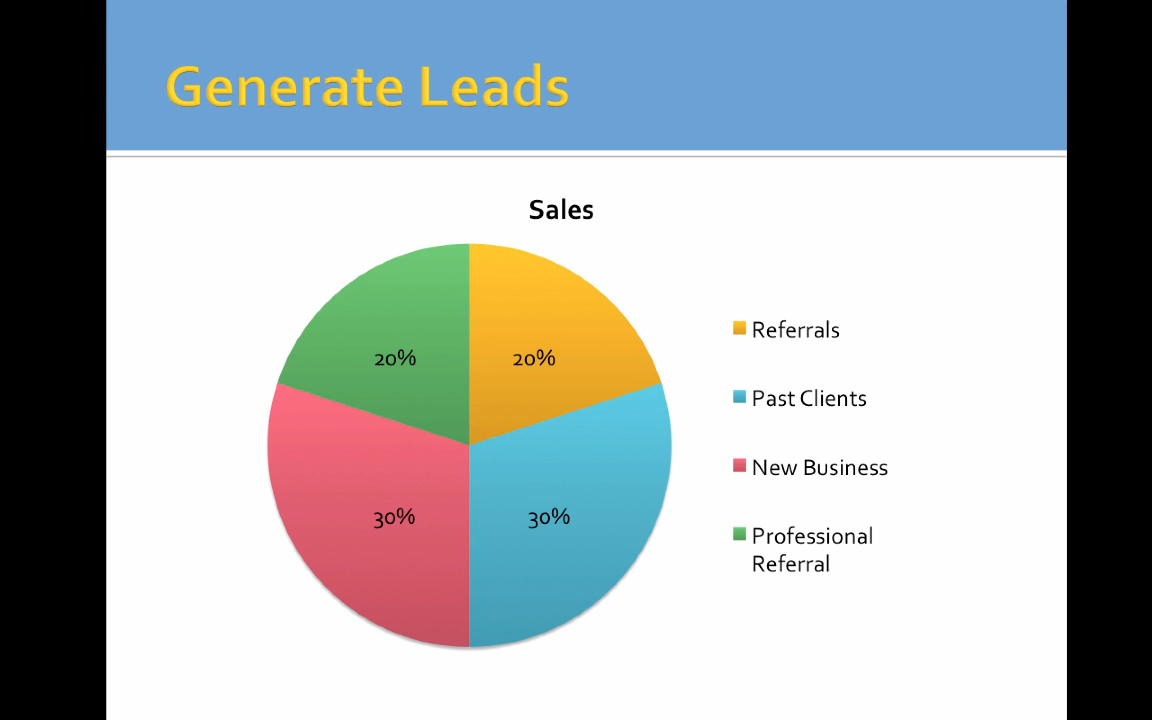 Generate Leads
Sales
20%
20%
30%
30%
Referrals
Past Clients
New Business
Professional
Referral